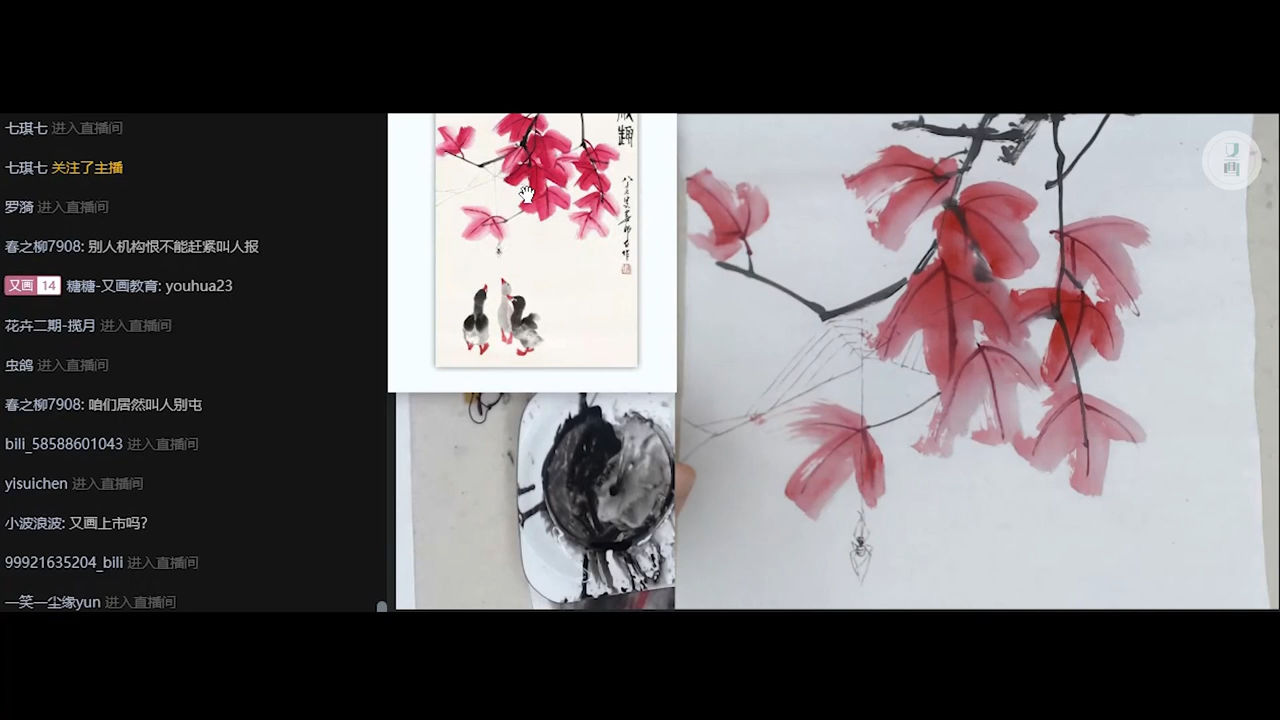 七琪七 进入直播间
七琪七 关注了主播
罗漪 进入直播间
春之柳7908: 别人机构恨不能赶紧叫人报
又画 14 糖糖-又画教育: youhua23
花卉二期-揽月 进入直播间
虫鸽 进入直播间
春之柳7908: 咱们居然叫人别屯
bili_58588601043 进入直播间
yisuichen 进入直播间
小波浪波: 又画上市吗?
99921635204_bili 进入直播间
一笑一尘缘yun 进入直播间
又画